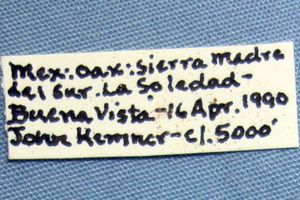 Mex: Oax: Sierra Madre
del Sur. La Soledad-
Buena Vista-16 Apr. 1990
John Kemner-cl. 5000'